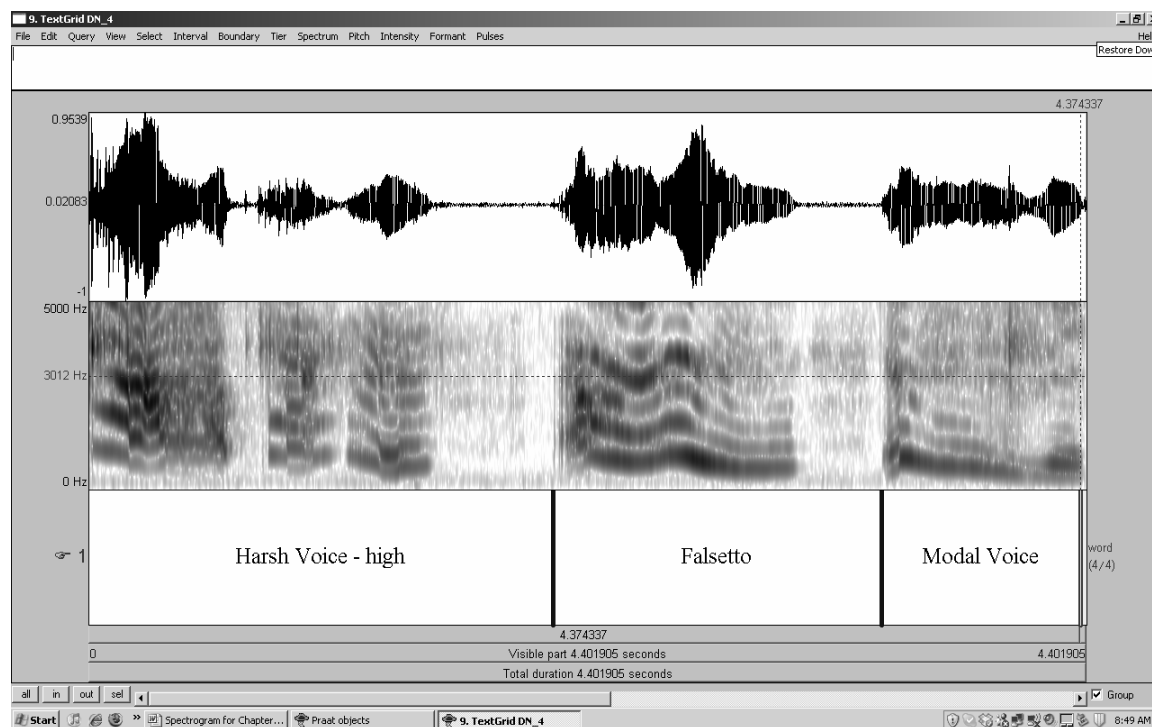 9. TextGrid DN_4
File Edit Query View Select Interval Boundary Tier Spectrum Pitch Intensity Formant Pulses Hel
Restore Dow
4.374337
0.9539
0.02083
-1
5000 Hz
3012 Hz
0 Hz
1 Harsh Voice - high Falsetto Modal Voice word
(4/4)
4.374337
0 Visible part 4.401905 seconds 4.401905
Total duration 4.401905 seconds
all in out sel Group
Start » Spectrogram for Chapter... Praat objects 9. TextGrid DN_4 8:49 AM